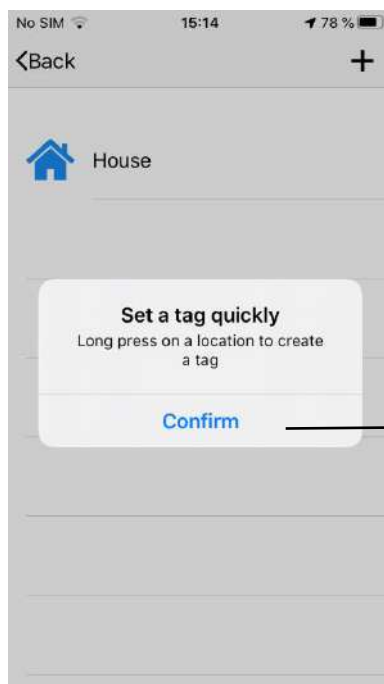 No SIM 15:14 78 %
Back +
House
Set a tag quickly
Long press on a location to create
a tag
Confirm